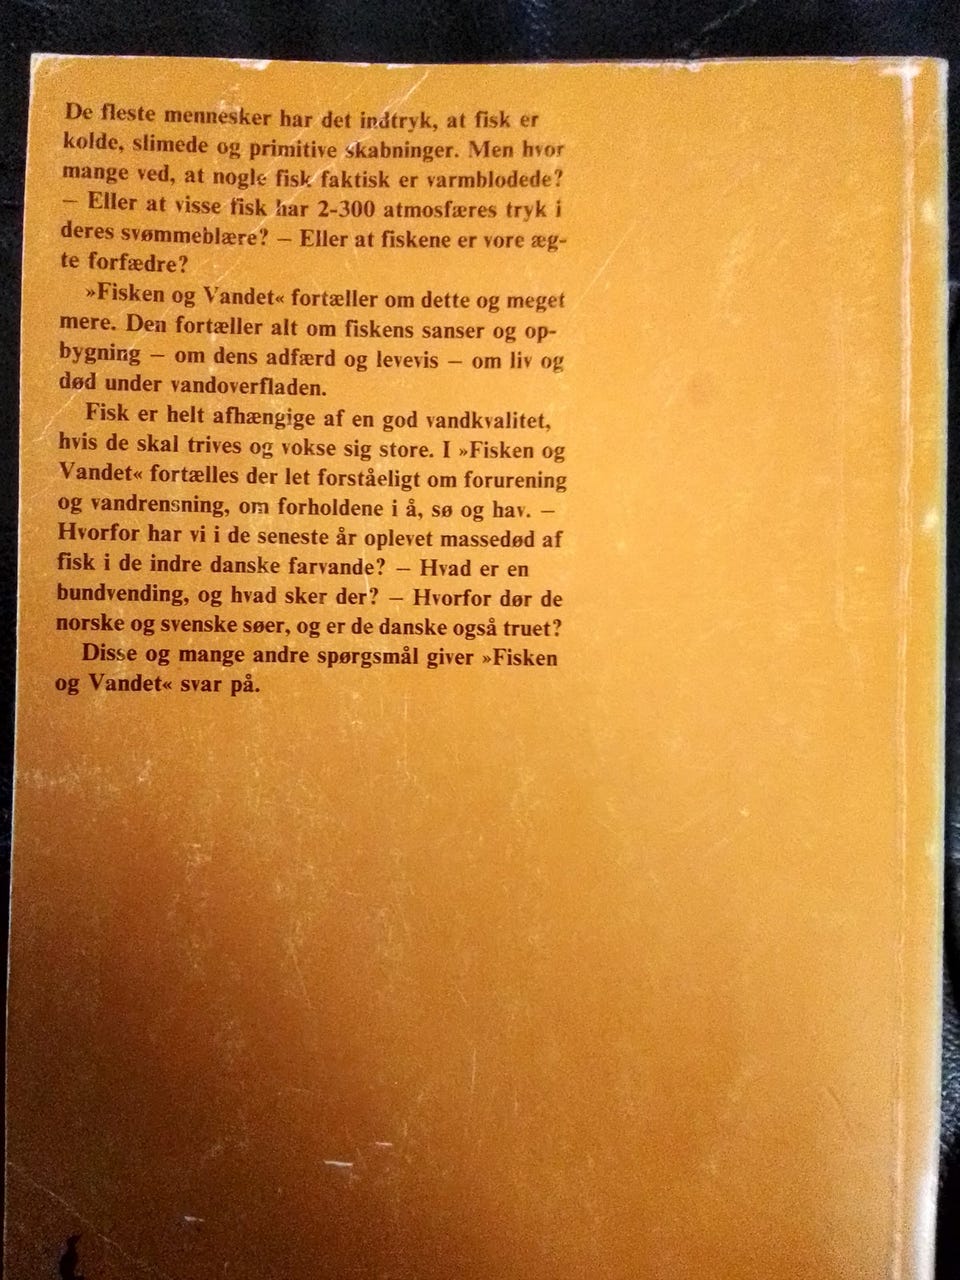 De fleste mennesker har det indtryk, at fisk er
kolde, slimede og primitive skabninger. Men hvor
mange ved, at nogle fisk faktisk er varmblodede?
— Eller at visse fisk har 2-300 atmosfæres tryk i
deres svømmeblære? — Eller at fiskene er vore æg-
te forfædre?
»Fisken og Vandet« fortæller om dette og meget
mere. Den fortæller alt om fiskens sanser og op-
bygning — om dens adfærd og levevis — om liv og
død under vandoverfladen.
Fisk er helt afhængige af en god vandkvalitet,
hvis de skal trives og vokse sig store. I »Fisken og
Vandet« fortælles der let forståeligt om forurening
og vandrensning, om forholdene i å, sø og hav. —
Hvorfor har vi i de seneste år oplevet massedød af
fisk i de indre danske farvande? — Hvad er en
bundvending, og hvad sker der? — Hvorfor dør de
norske og svenske søer, og er de danske også truet?
Disse og mange andre spørgsmål giver »Fisken
og Vandet« svar på.